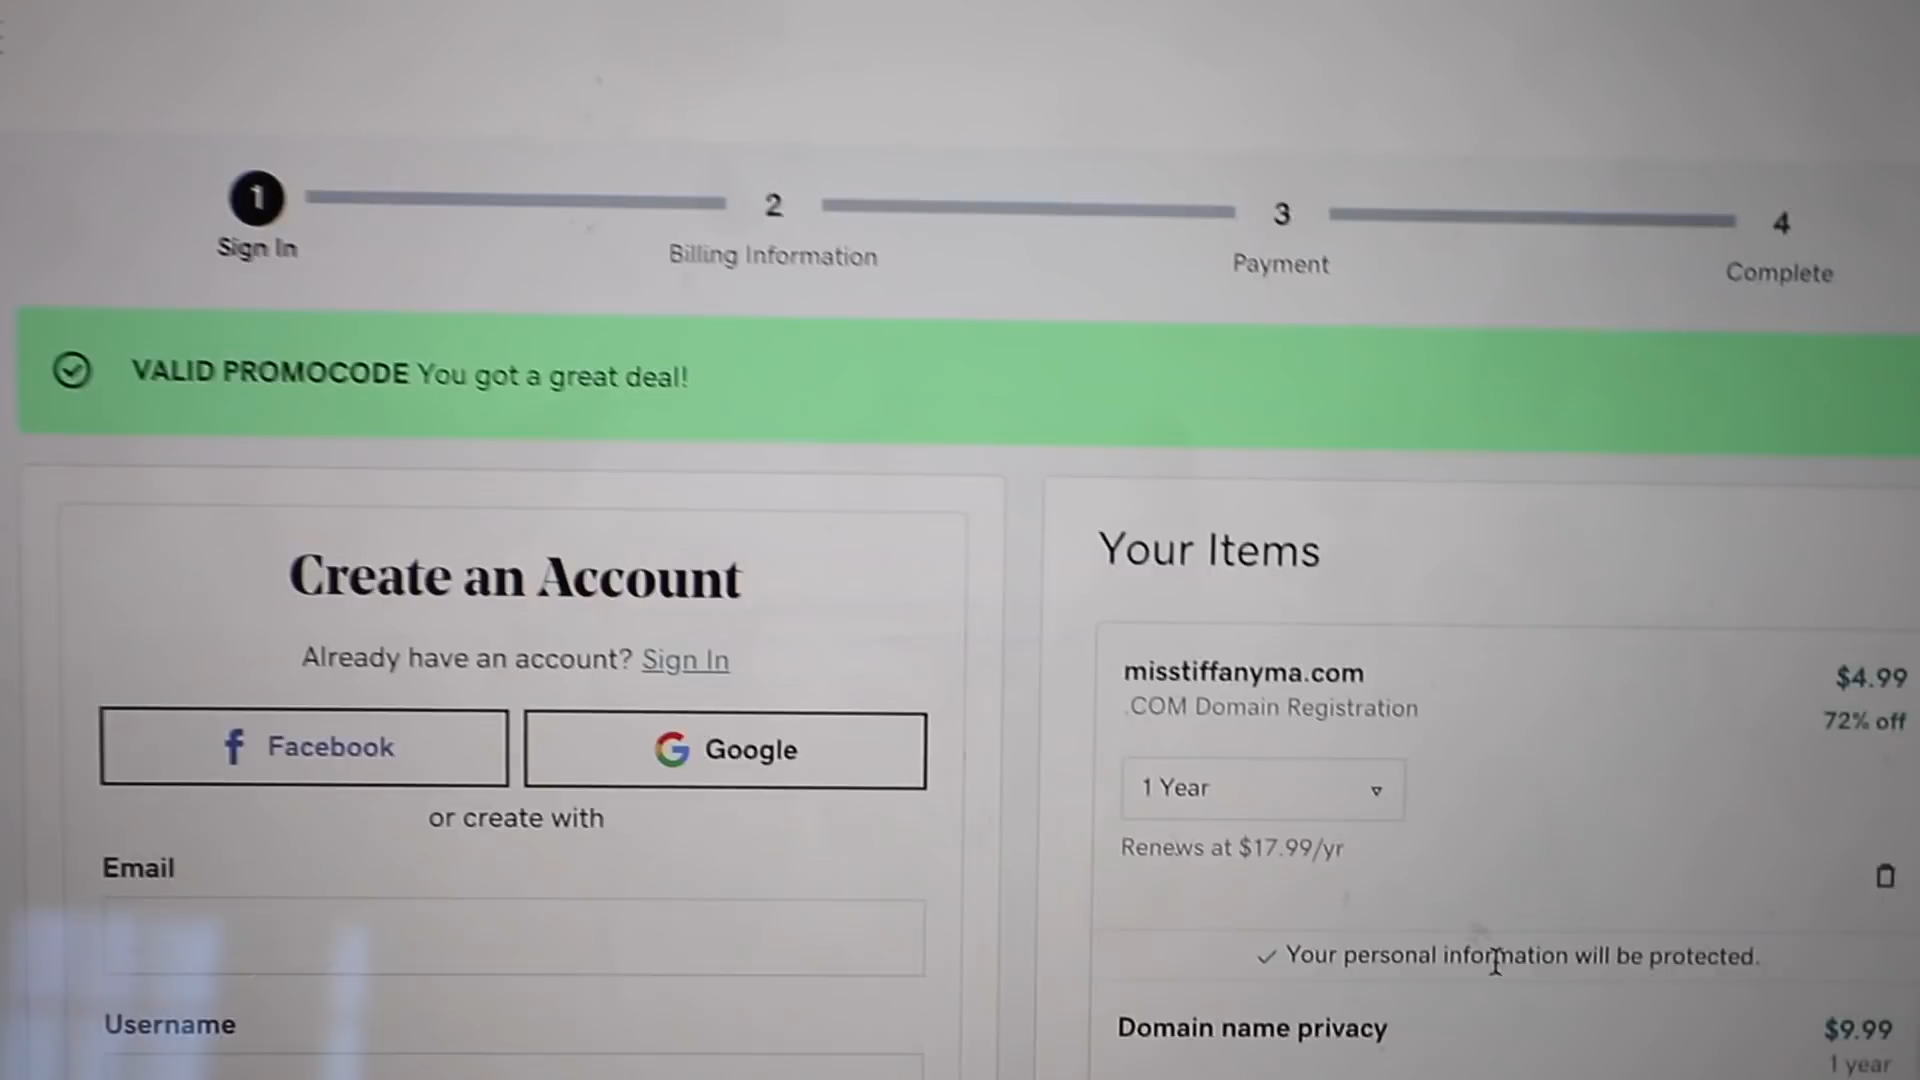 1
Sign In
2
Billing Information
3
Payment
4
Complete
VALID PROMOCODE You got a great deal!
Create an Account
Already have an account? Sign In
Facebook
Google
or create with
Email
Username
Your Items
misstiffanyma.com
$4.99
.COM Domain Registration
72% off
1 Year
Renews at $17.99/yr
Your personal information will be protected.
Domain name privacy
$9.99
1 year